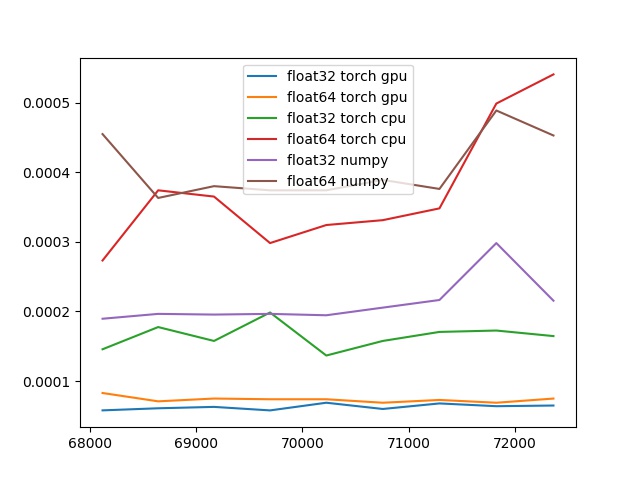 float32 torch gpu
float64 torch gpu
float32 torch cpu
float64 torch cpu
float32 numpy
float64 numpy
0.0005
0.0004
0.0003
0.0002
0.0001
68000 69000 70000 71000 72000